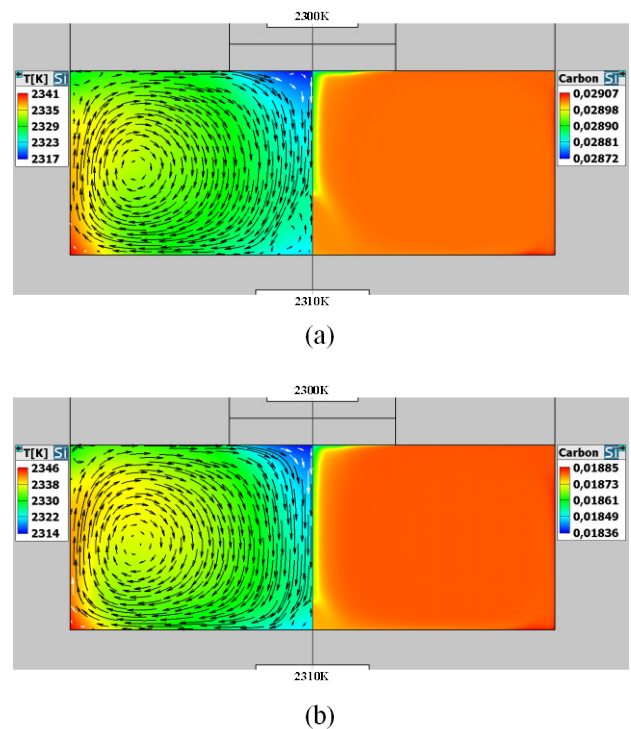 2300K
T[K] Si
2341
2335
2329
2323
2317
Carbon Si
0,02907
0,02898
0,02890
0,02881
0,02872
2310K
(a)
2300K
T[K] Si
2346
2338
2330
2322
2314
Carbon Si
0,01885
0,01873
0,01861
0,01849
0,01836
2310K
(b)